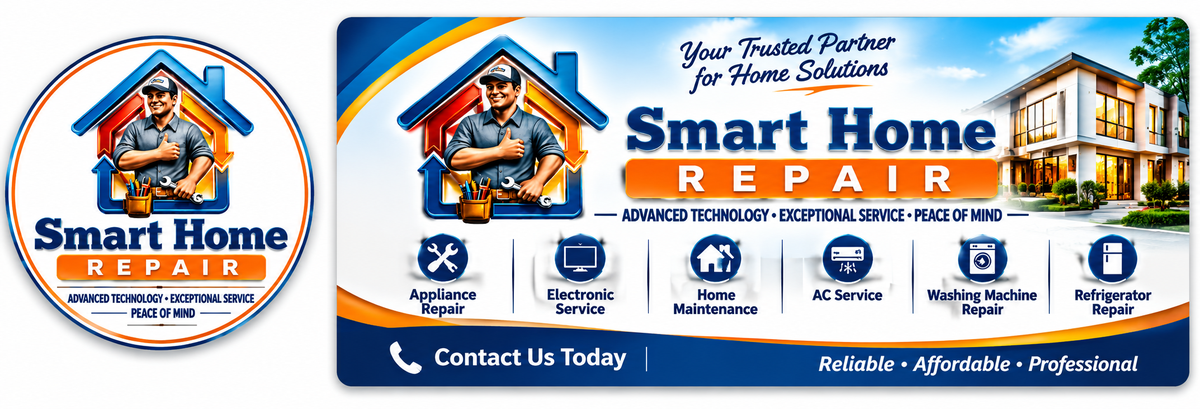 Smart Home
REPAIR
ADVANCED TECHNOLOGY • EXCEPTIONAL SERVICE
PEACE OF MIND
Your Trusted Partner
for Home Solutions
Smart Home
REPAIR
ADVANCED TECHNOLOGY • EXCEPTIONAL SERVICE • PEACE OF MIND
Appliance
Repair
Electronic
Service
Home
Maintenance
AC Service
Washing Machine
Repair
Refrigerator
Repair
Contact Us Today
Reliable • Affordable • Professional